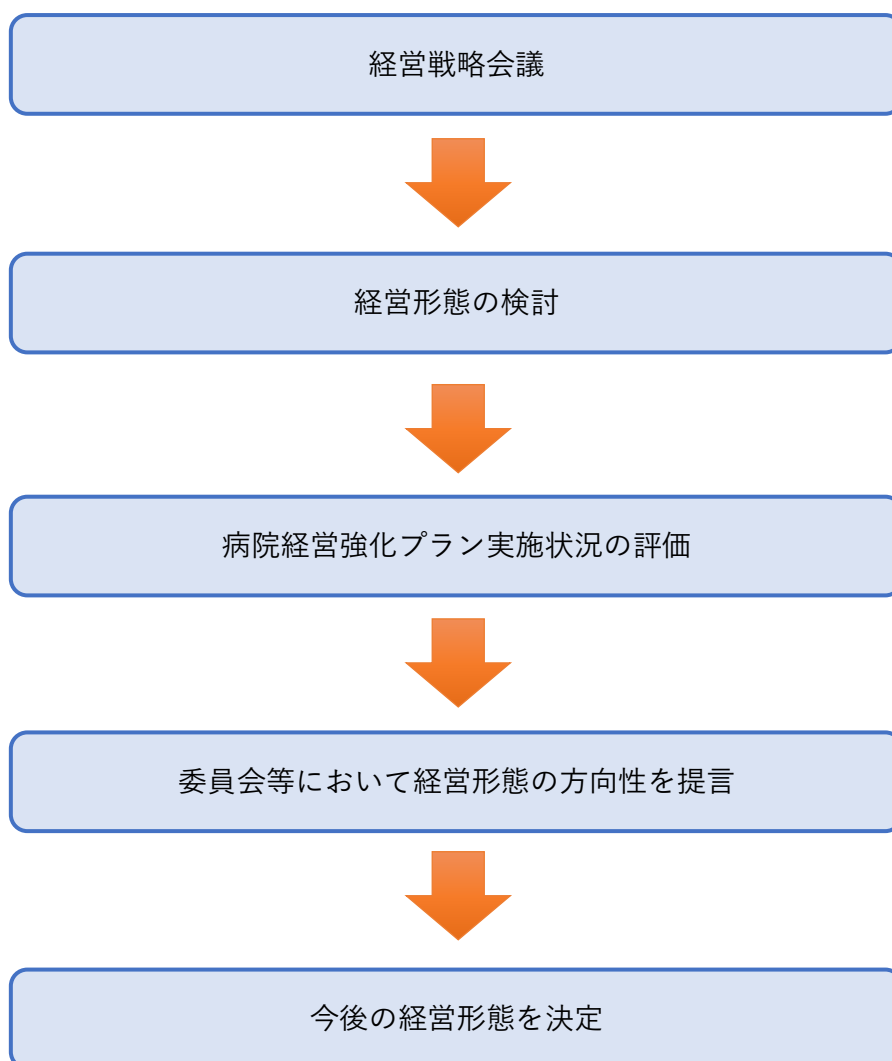 経営戦略会議
経営形態の検討
病院経営強化プラン実施状況の評価
委員会等において経営形態の方向性を提言
今後の経営形態を決定